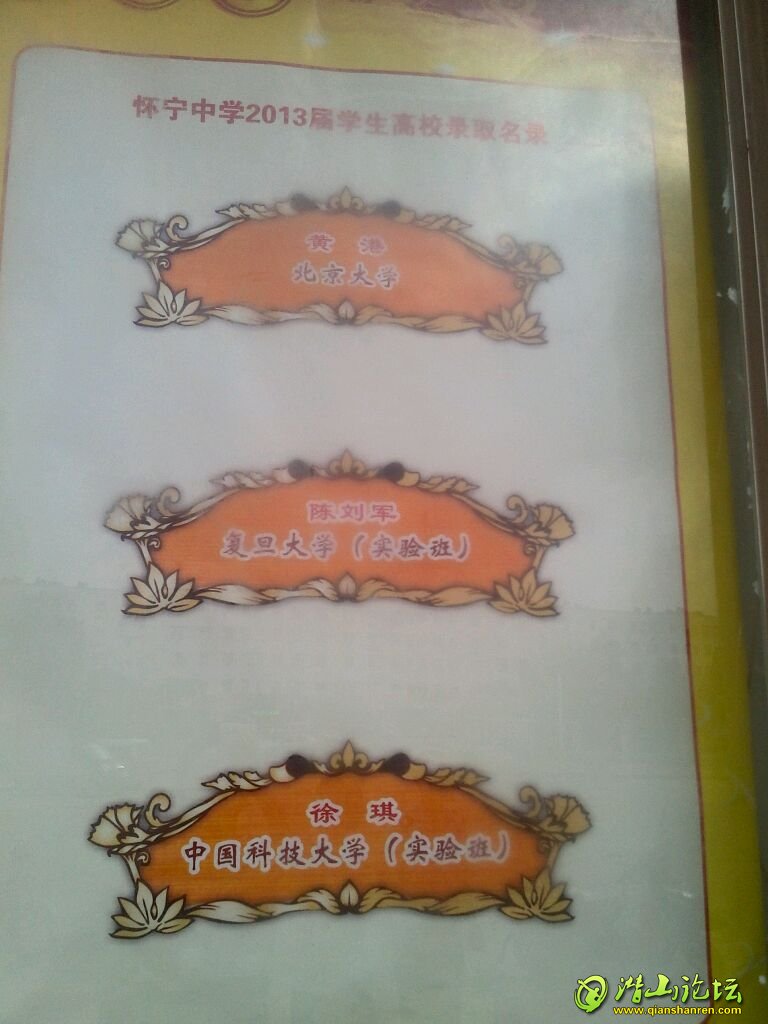 怀宁中学2013届学生高校录取名录
黄 港
北京大学
陈刘军
复旦大学（实验班）
徐 琪
中国科技大学（实验班）
潜山论坛
www.qianshanren.com